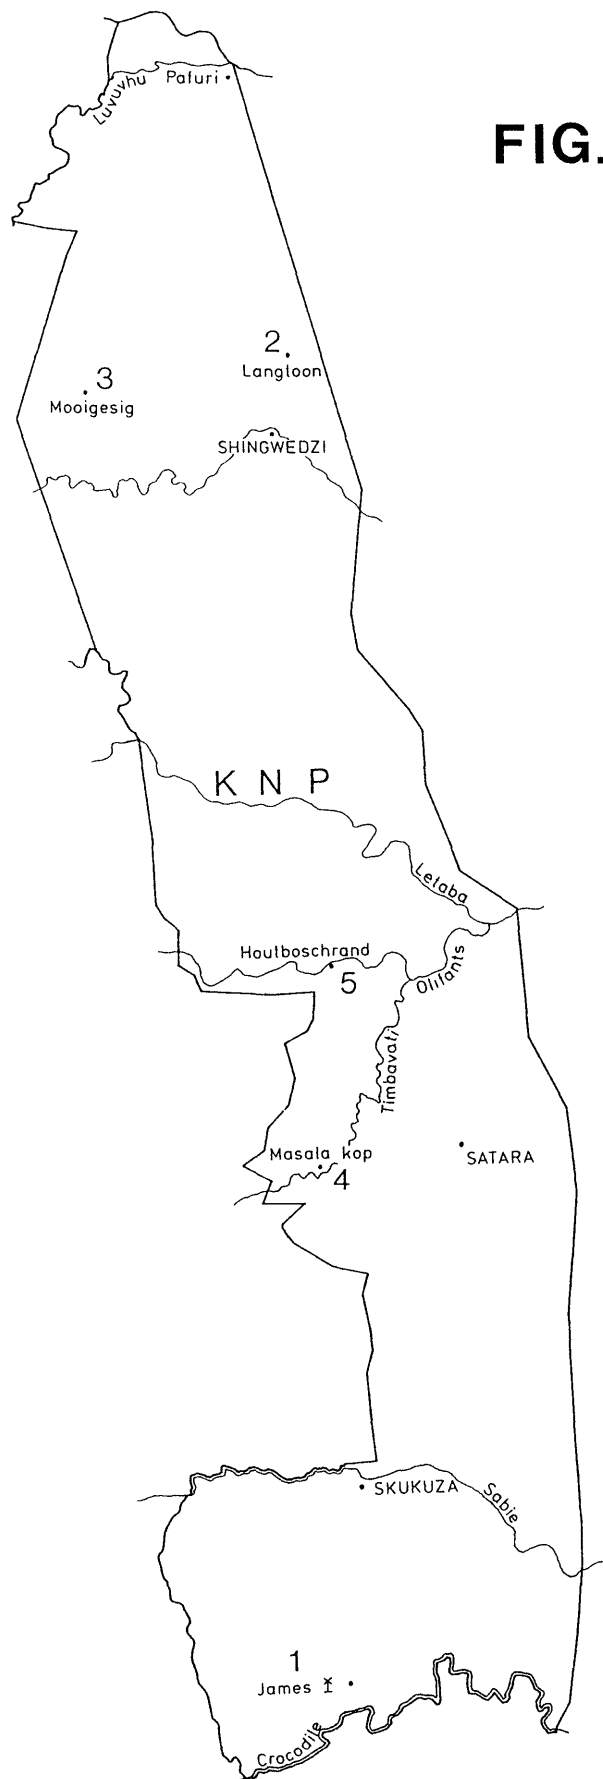 Luvuvhu
Pafuri
FIG.
2
Langtoon
3
Mooigesig
SHINGWEDZI
K N P
Letaba
Houtboschrand
5
Olifants
Timbavati
Masala kop
4
SATARA
SKUKUZA
Sabie
1
James
Crocodile